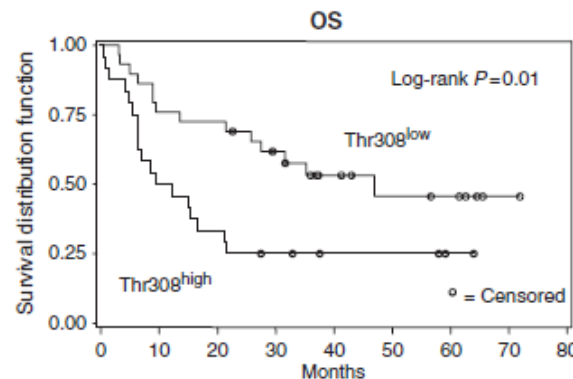 OS
Survival distribution function
1.00
0.75
0.50
0.25
0.00
Log-rank P=0.01
Thr308low
Thr308high
= Censored
0 10 20 30 40 50 60 70 80
Months